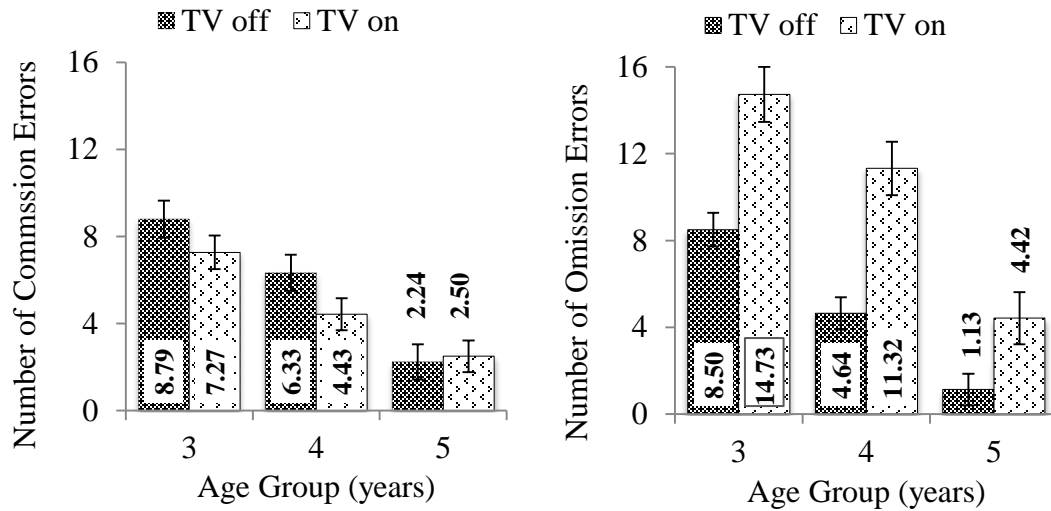 TV off TV on
Number of Commssion Errors
16
12
8
4
0
8.79
7.27
6.33
4.43
2.24
2.50
3 4 5
Age Group (years)
TV off TV on
Number of Omission Errors
16
12
8
4
0
8.50
14.73
4.64
11.32
1.13
4.42
3 4 5
Age Group (years)